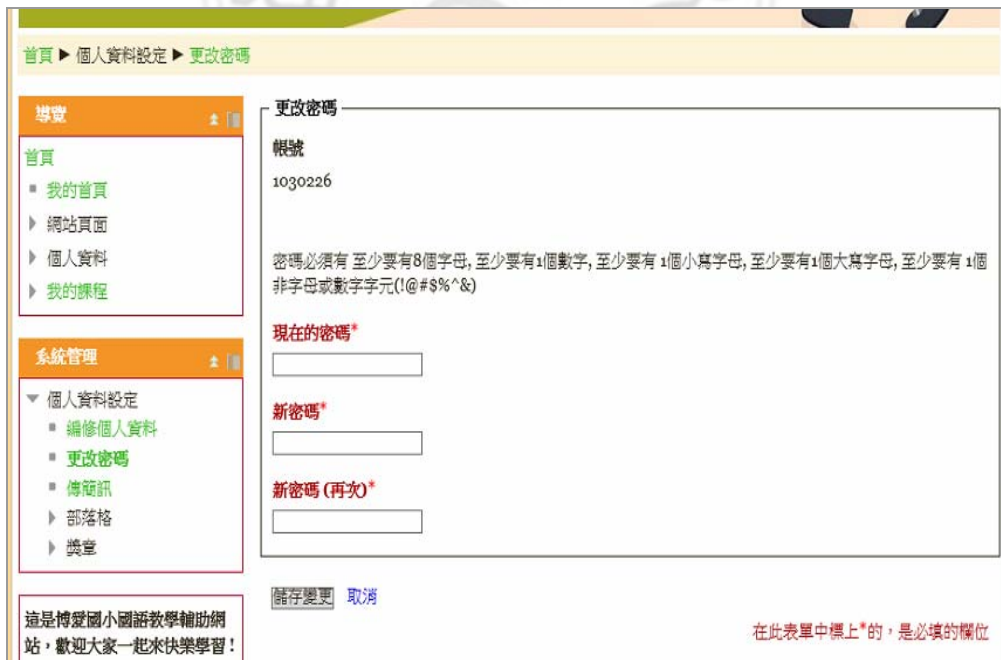 首頁 ▶ 個人資料設定 ▶ 更改密碼
導覽
首頁
我的首頁
網站頁面
個人資料
我的課程
系統管理
個人資料設定
編修個人資料
更改密碼
傳簡訊
部落格
獎章
這是博愛國小國語教學輔助網
站，歡迎大家一起來快樂學習！
更改密碼
帳號
1030226
密碼必須有 至少要有8個字母, 至少要有1個數字, 至少要有 1個小寫字母, 至少要有1個大寫字母, 至少要有 1個
非字母或數字字元(!@#$%^&)
現在的密碼*
新密碼*
新密碼 (再次)*
儲存變更 取消
在此表單中標上*的，是必填的欄位